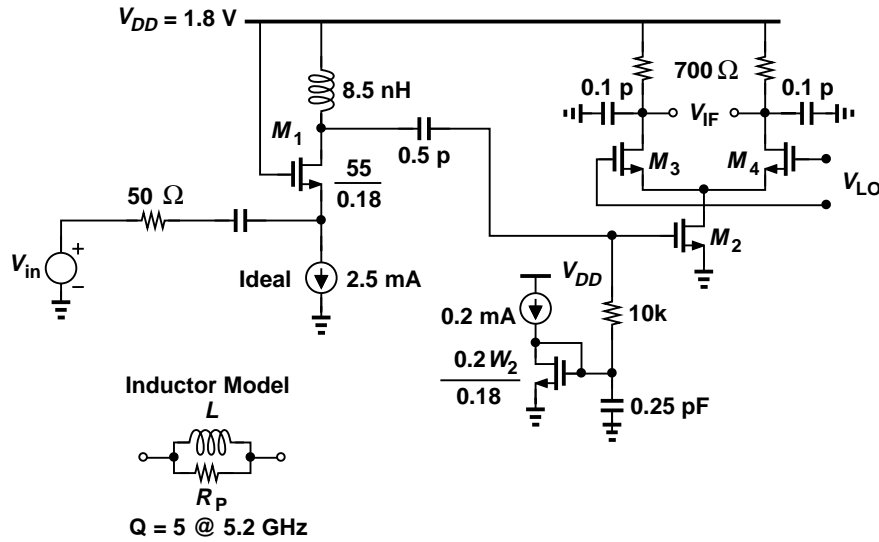 V_DD = 1.8 V
8.5 nH
700 Ω
0.1 p
0.1 p
V_IF
M_1
0.5 p
M_3
M_4
55
0.18
50 Ω
V_LO
M_2
V_in
+
−
Ideal
2.5 mA
V_DD
0.2 mA
10k
0.2 W_2
0.18
0.25 pF
Inductor Model
L
R_P
Q = 5 @ 5.2 GHz